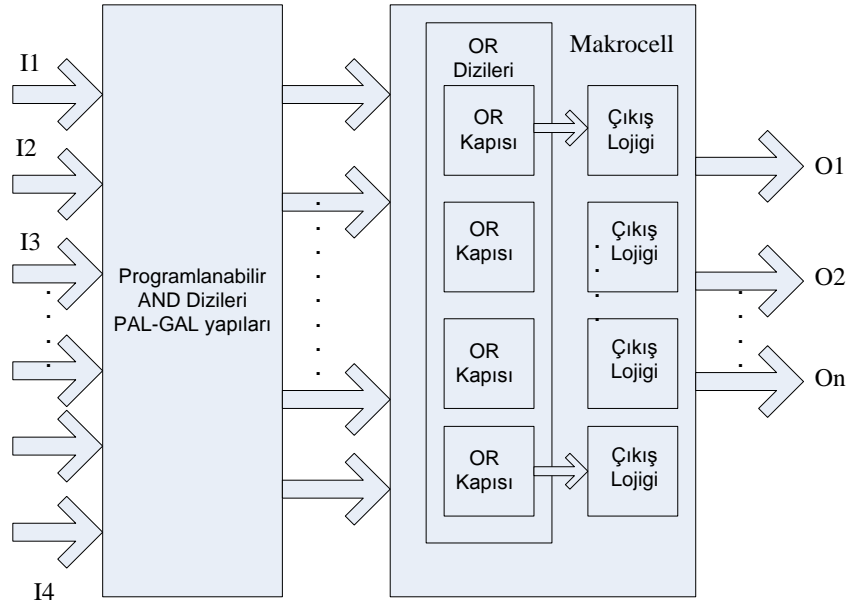 I1
I2
I3
I4
Programlanabilir
AND Dizileri
PAL-GAL yapıları
OR
Dizileri
Makrocell
OR
Kapısı
Çıkış
Lojigi
OR
Kapısı
Çıkış
Lojigi
OR
Kapısı
Çıkış
Lojigi
OR
Kapısı
Çıkış
Lojigi
O1
O2
On